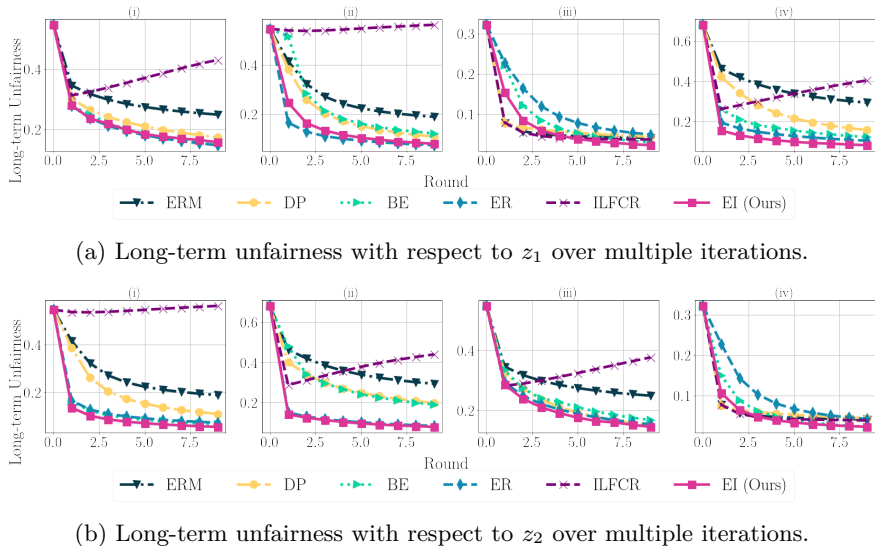 (i) (ii) (iii) (iv)
Long-term Unfairness
0.4
0.2
0.4
0.2
0.3
0.2
0.1
0.6
0.4
0.2
0.0 2.5 5.0 7.5 0.0 2.5 5.0 7.5 0.0 2.5 5.0 7.5 0.0 2.5 5.0 7.5
Round
ERM DP BE ER ILFCR EI (Ours)
(a) Long-term unfairness with respect to z₁ over multiple iterations.
(i) (ii) (iii) (iv)
Long-term Unfairness
0.4
0.2
0.6
0.4
0.2
0.4
0.2
0.3
0.2
0.1
0.0 2.5 5.0 7.5 0.0 2.5 5.0 7.5 0.0 2.5 5.0 7.5 0.0 2.5 5.0 7.5
Round
ERM DP BE ER ILFCR EI (Ours)
(b) Long-term unfairness with respect to z₂ over multiple iterations.